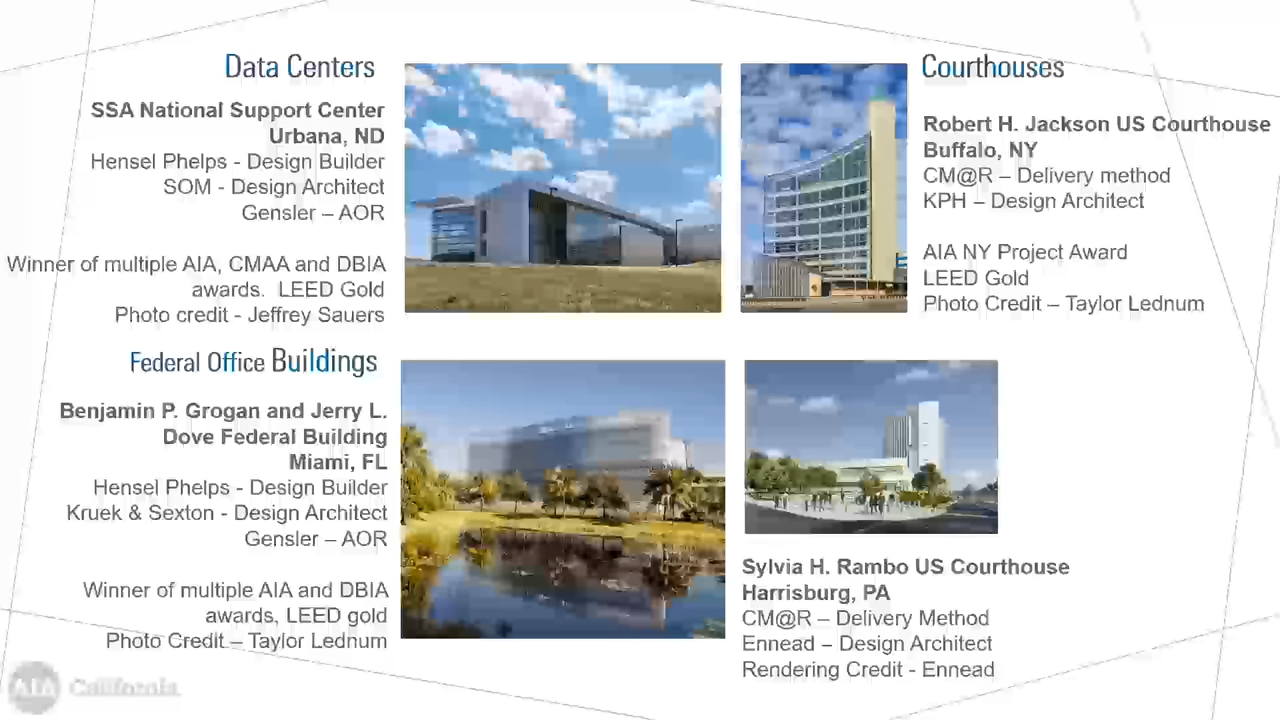 Data Centers
SSA National Support Center
Urbana, ND
Hensel Phelps - Design Builder
SOM - Design Architect
Gensler – AOR
Winner of multiple AIA, CMAA and DBIA
awards. LEED Gold
Photo credit - Jeffrey Sauers
Courthouses
Robert H. Jackson US Courthouse
Buffalo, NY
CM@R – Delivery method
KPH – Design Architect
AIA NY Project Award
LEED Gold
Photo Credit – Taylor Lednum
Federal Office Buildings
Benjamin P. Grogan and Jerry L.
Dove Federal Building
Miami, FL
Hensel Phelps - Design Builder
Kruek & Sexton - Design Architect
Gensler – AOR
Winner of multiple AIA and DBIA
awards, LEED gold
Photo Credit – Taylor Lednum
Sylvia H. Rambo US Courthouse
Harrisburg, PA
CM@R – Delivery Method
Ennead – Design Architect
Rendering Credit - Ennead
AIA California